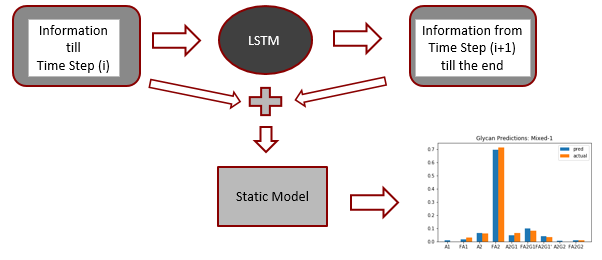 Information
till
Time Step (i)
LSTM
Information from
Time Step (i+1)
till the end
Static Model
Glycan Predictions: Mixed-1
pred
actual
0.7
0.6
0.5
0.4
0.3
0.2
0.1
0.0
A1 FA1 A2 FA2 A2G1 FA2G1 FA2G1' A2G2 FA2G2